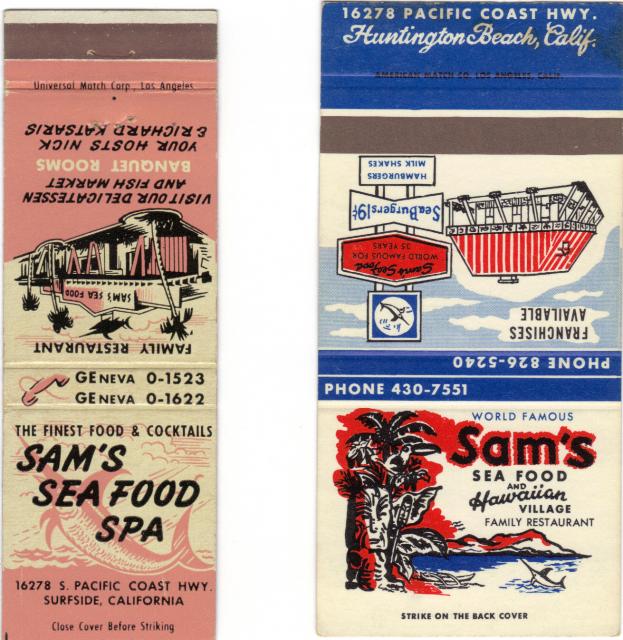 Universal Match Corp., Los Angeles
YOUR HOSTS NICK
& RICHARD KATSARIS
BANQUET ROOMS
VISIT OUR DELICATESSEN
AND FISH MARKET
SAM'S SEA FOOD
FAMILY RESTAURANT
GENEVA 0-1523
GENEVA 0-1622
THE FINEST FOOD & COCKTAILS
SAM'S
SEA FOOD
SPA
16278 S. PACIFIC COAST HWY.
SURFSIDE, CALIFORNIA
Close Cover Before Striking
16278 PACIFIC COAST HWY.
Huntington Beach, Calif.
AMERICAN MATCH CO. LOS ANGELES, CALIF.
HAMBURGERS
MILK SHAKES
SeaBurgers 19¢
Sam's Sea Food
WORLD FAMOUS FOR
35 YEARS
FRANCHISES
AVAILABLE
PHONE 826-5240
PHONE 430-7551
WORLD FAMOUS
Sam's
SEA FOOD
AND
Hawaiian
VILLAGE
FAMILY RESTAURANT
STRIKE ON THE BACK COVER